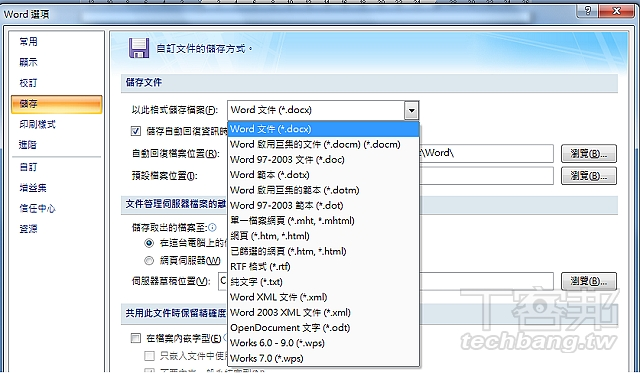 Word 選項
常用
顯示
校訂
儲存
印刷樣式
進階
自訂
增益集
信任中心
資源
自訂文件的儲存方式。
儲存文件
以此格式儲存檔案(F):
Word 文件 (*.docx)
儲存自動回復資訊時
自動回復檔案位置(R):
\Word\
瀏覽(B)...
預設檔案位置(I):
瀏覽(B)...
Word 文件 (*.docx)
Word 啟用巨集的文件 (*.docm) (*.docm)
Word 97-2003 文件 (*.doc)
Word 範本 (*.dotx)
Word 啟用巨集的範本 (*.dotm)
Word 97-2003 範本 (*.dot)
單一檔案網頁 (*.mht, *.mhtml)
網頁 (*.htm, *.html)
已篩選的網頁 (*.htm, *.html)
RTF 格式 (*.rtf)
純文字 (*.txt)
Word XML 文件 (*.xml)
Word 2003 XML 文件 (*.xml)
OpenDocument 文字 (*.odt)
Works 6.0 - 9.0 (*.wps)
Works 7.0 (*.wps)
文件管理伺服器檔案的離
儲存取出的檔案至:
在這台電腦上的
網頁伺服器(W)
伺服器草稿位置(V):
瀏覽(B)...
共用此文件時保留精確度
在檔案內嵌字型(E)
只嵌入文件中使用
T客邦
techbang.tw